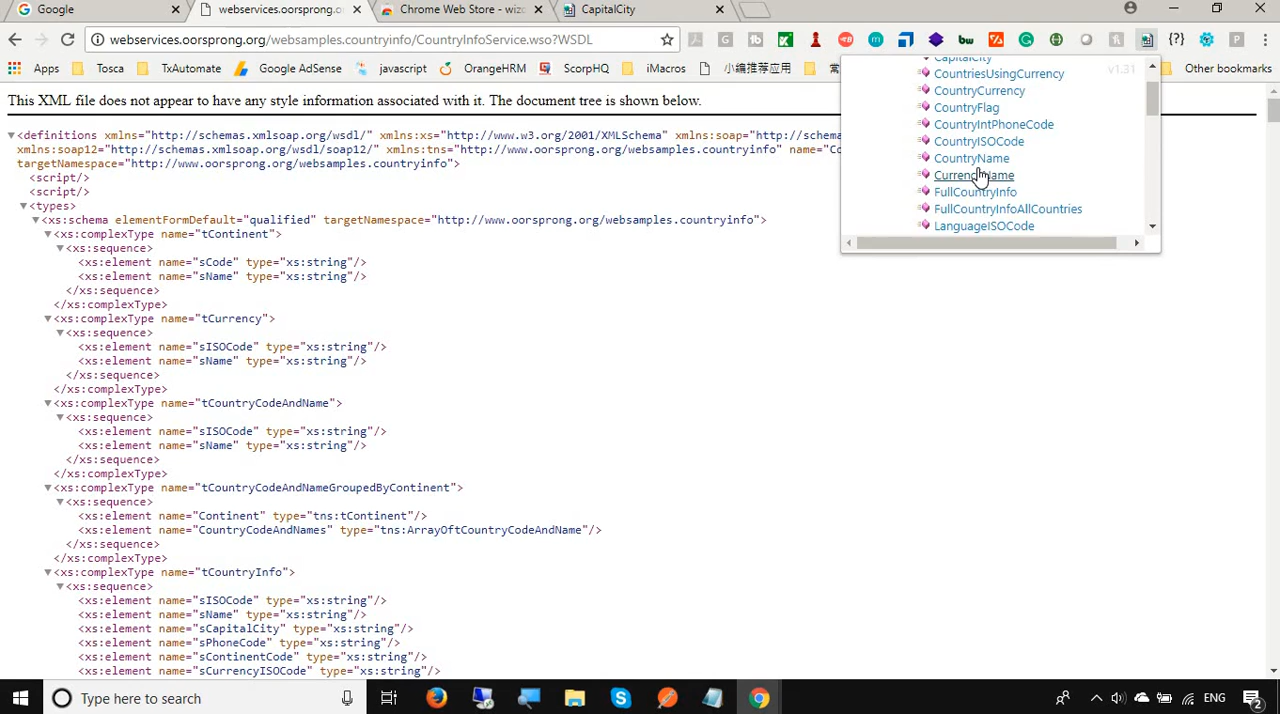 Google
webservices.oorsprong.
Chrome Web Store - wiz
CapitalCity
webservices.oorsprong.org/websamples.countryinfo/CountryInfoService.wso?WSDL
Apps
Tosca
TxAutomate
Google AdSense
javascript
OrangeHRM
ScorpHQ
iMacros
小编推荐应用
Other bookmarks
This XML file does not appear to have any style information associated with it. The document tree is shown below.
<definitions xmlns="http://schemas.xmlsoap.org/wsdl/" xmlns:xs="http://www.w3.org/2001/XMLSchema" xmlns:soap="http://sche
xmlns:soap12="http://schemas.xmlsoap.org/wsdl/soap12/" xmlns:tns="http://www.oorsprong.org/websamples.countryinfo" name="Co
targetNamespace="http://www.oorsprong.org/websamples.countryinfo">
<script/>
<script/>
<types>
<xs:schema elementFormDefault="qualified" targetNamespace="http://www.oorsprong.org/websamples.countryinfo">
<xs:complexType name="tContinent">
<xs:sequence>
<xs:element name="sCode" type="xs:string"/>
<xs:element name="sName" type="xs:string"/>
</xs:sequence>
</xs:complexType>
<xs:complexType name="tCurrency">
<xs:sequence>
<xs:element name="sISOCode" type="xs:string"/>
<xs:element name="sName" type="xs:string"/>
</xs:sequence>
</xs:complexType>
<xs:complexType name="tCountryCodeAndName">
<xs:sequence>
<xs:element name="sISOCode" type="xs:string"/>
<xs:element name="sName" type="xs:string"/>
</xs:sequence>
</xs:complexType>
<xs:complexType name="tCountryCodeAndNameGroupedByContinent">
<xs:sequence>
<xs:element name="Continent" type="tns:tContinent"/>
<xs:element name="CountryCodeAndNames" type="tns:ArrayOftCountryCodeAndName"/>
</xs:sequence>
</xs:complexType>
<xs:complexType name="tCountryInfo">
<xs:sequence>
<xs:element name="sISOCode" type="xs:string"/>
<xs:element name="sName" type="xs:string"/>
<xs:element name="sCapitalCity" type="xs:string"/>
<xs:element name="sPhoneCode" type="xs:string"/>
<xs:element name="sContinentCode" type="xs:string"/>
<xs:element name="sCurrencyISOCode" type="xs:string"/>
CapitalCity
v1.31
CountriesUsingCurrency
CountryCurrency
CountryFlag
CountryIntPhoneCode
CountryISOCode
CountryName
CurrencyName
FullCountryInfo
FullCountryInfoAllCountries
LanguageISOCode
Type here to search
ENG
2